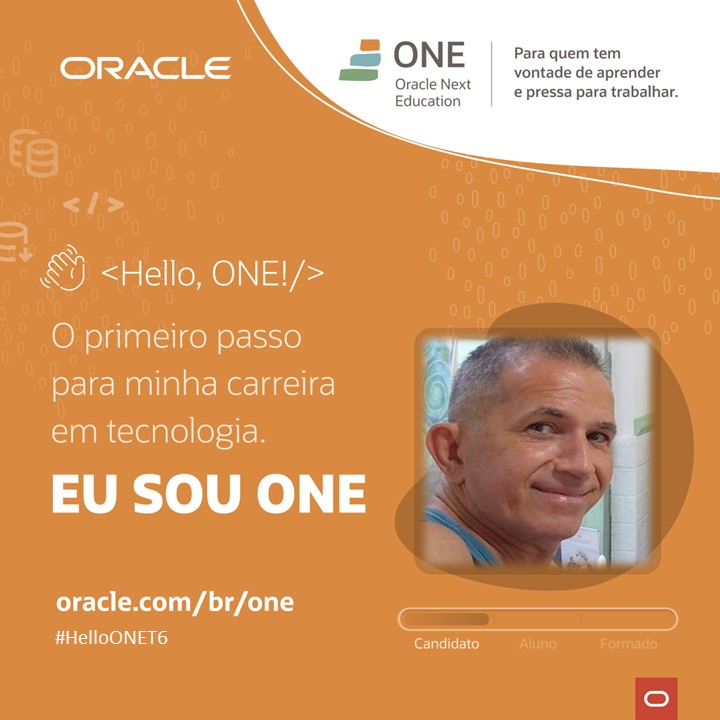 ORACLE
ONE
Oracle Next
Education
Para quem tem
vontade de aprender
e pressa para trabalhar.
</>
<Hello, ONE!/>
O primeiro passo
para minha carreira
em tecnologia.
EU SOU ONE
oracle.com/br/one
#HelloONET6
Candidato Aluno Formado